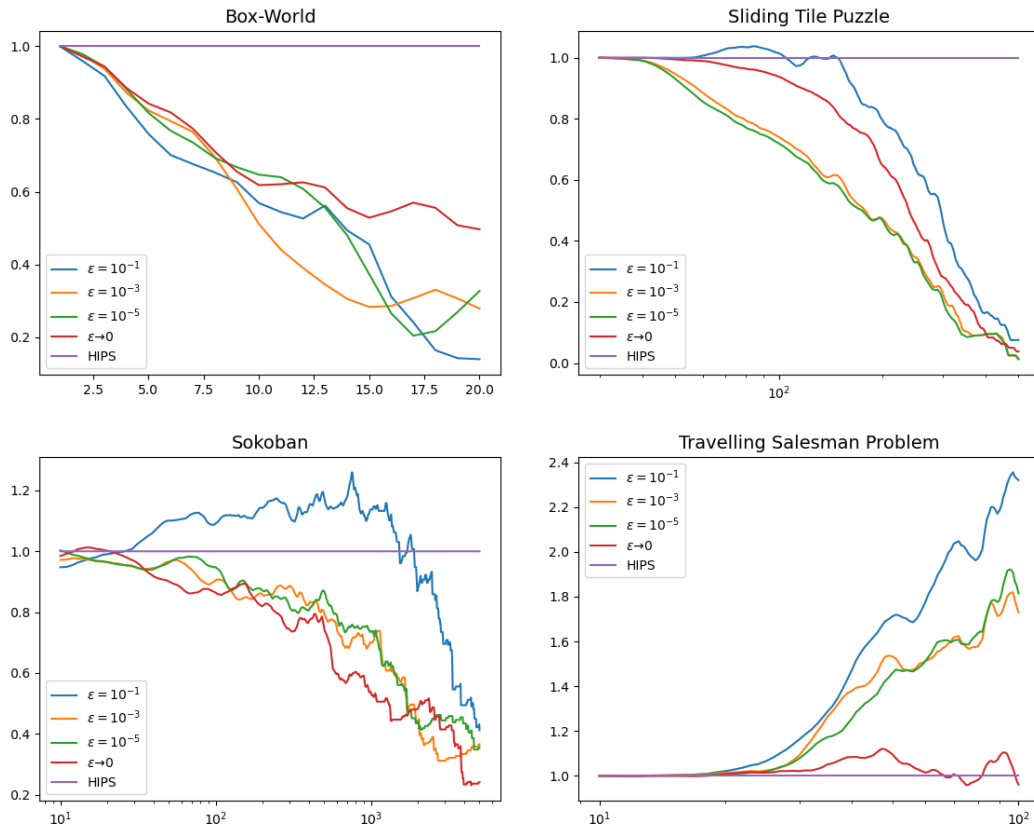 Box-World
1.0
0.8
0.6
0.4
0.2
ε = 10⁻¹
ε = 10⁻³
ε = 10⁻⁵
ε→0
HIPS
2.5 5.0 7.5 10.0 12.5 15.0 17.5 20.0
Sliding Tile Puzzle
1.0
0.8
0.6
0.4
0.2
0.0
ε = 10⁻¹
ε = 10⁻³
ε = 10⁻⁵
ε→0
HIPS
10²
Sokoban
1.2
1.0
0.8
0.6
0.4
0.2
ε = 10⁻¹
ε = 10⁻³
ε = 10⁻⁵
ε→0
HIPS
10¹ 10² 10³
Travelling Salesman Problem
2.4
2.2
2.0
1.8
1.6
1.4
1.2
1.0
ε = 10⁻¹
ε = 10⁻³
ε = 10⁻⁵
ε→0
HIPS
10¹ 10²